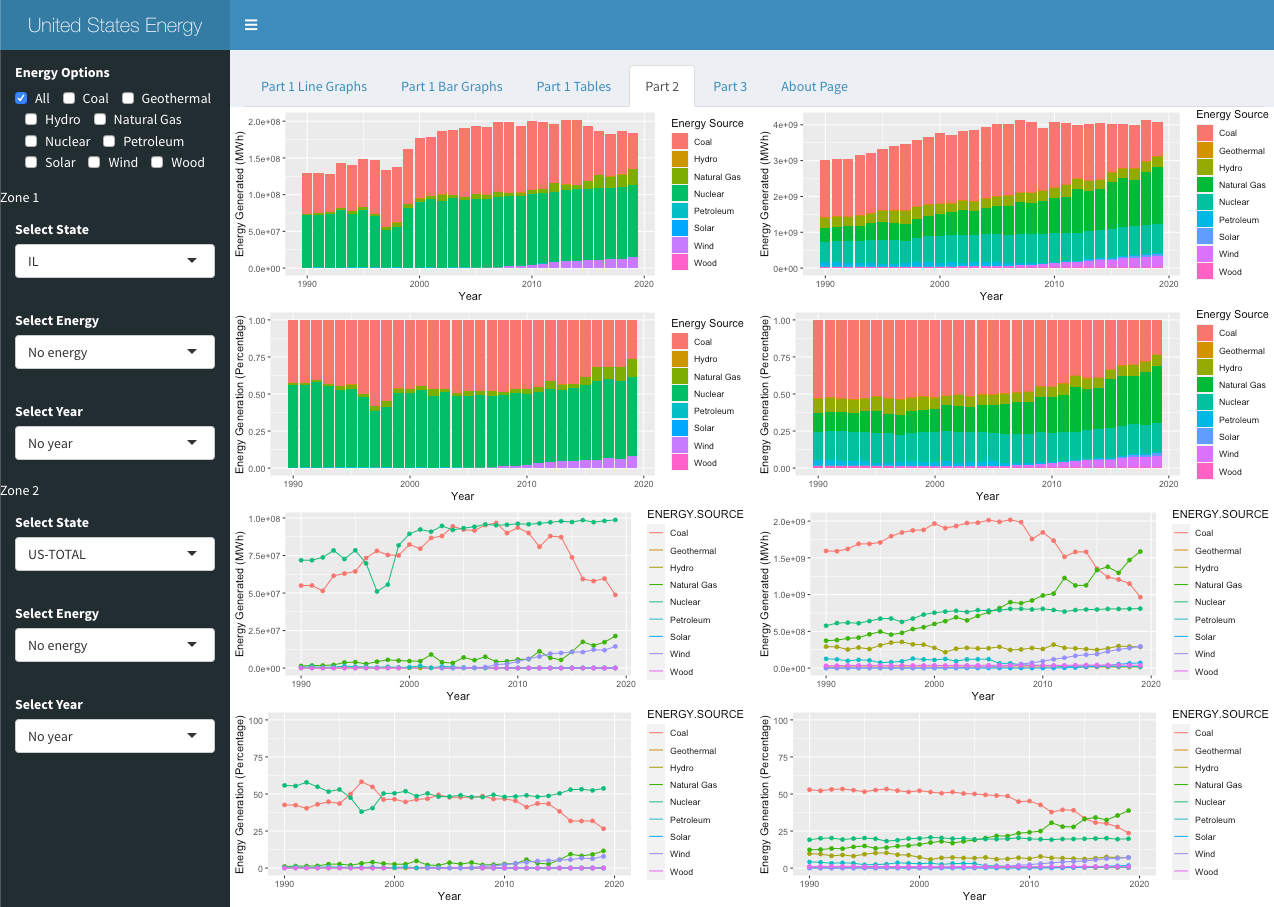 United States Energy
Part 1 Line Graphs Part 1 Bar Graphs Part 1 Tables Part 2 Part 3 About Page
Energy Options
All Coal Geothermal
Hydro Natural Gas
Nuclear Petroleum
Solar Wind Wood
Zone 1
Select State
IL
Select Energy
No energy
Select Year
No year
Zone 2
Select State
US-TOTAL
Select Energy
No energy
Select Year
No year
Energy Generated (MWh)
2.0e+08
1.5e+08
1.0e+08
5.0e+07
0.0e+00
1990 2000 2010 2020
Year
Energy Source
Coal
Hydro
Natural Gas
Nuclear
Petroleum
Solar
Wind
Wood
Energy Generated (MWh)
4e+09
3e+09
2e+09
1e+09
0e+00
1990 2000 2010 2020
Year
Energy Source
Coal
Geothermal
Hydro
Natural Gas
Nuclear
Petroleum
Solar
Wind
Wood
Energy Generation (Percentage)
1.00
0.75
0.50
0.25
0.00
1990 2000 2010 2020
Year
Energy Source
Coal
Hydro
Natural Gas
Nuclear
Petroleum
Solar
Wind
Wood
Energy Generation (Percentage)
1.00
0.75
0.50
0.25
0.00
1990 2000 2010 2020
Year
Energy Source
Coal
Geothermal
Hydro
Natural Gas
Nuclear
Petroleum
Solar
Wind
Wood
Energy Generated (MWh)
1.0e+08
7.5e+07
5.0e+07
2.5e+07
0.0e+00
1990 2000 2010 2020
Year
ENERGY.SOURCE
Coal
Geothermal
Hydro
Natural Gas
Nuclear
Petroleum
Solar
Wind
Wood
Energy Generated (MWh)
2.0e+09
1.5e+09
1.0e+09
5.0e+08
0.0e+00
1990 2000 2010 2020
Year
ENERGY.SOURCE
Coal
Geothermal
Hydro
Natural Gas
Nuclear
Petroleum
Solar
Wind
Wood
Energy Generation (Percentage)
100
75
50
25
0
1990 2000 2010 2020
Year
ENERGY.SOURCE
Coal
Geothermal
Hydro
Natural Gas
Nuclear
Petroleum
Solar
Wind
Wood
Energy Generation (Percentage)
100
75
50
25
0
1990 2000 2010 2020
Year
ENERGY.SOURCE
Coal
Geothermal
Hydro
Natural Gas
Nuclear
Petroleum
Solar
Wind
Wood